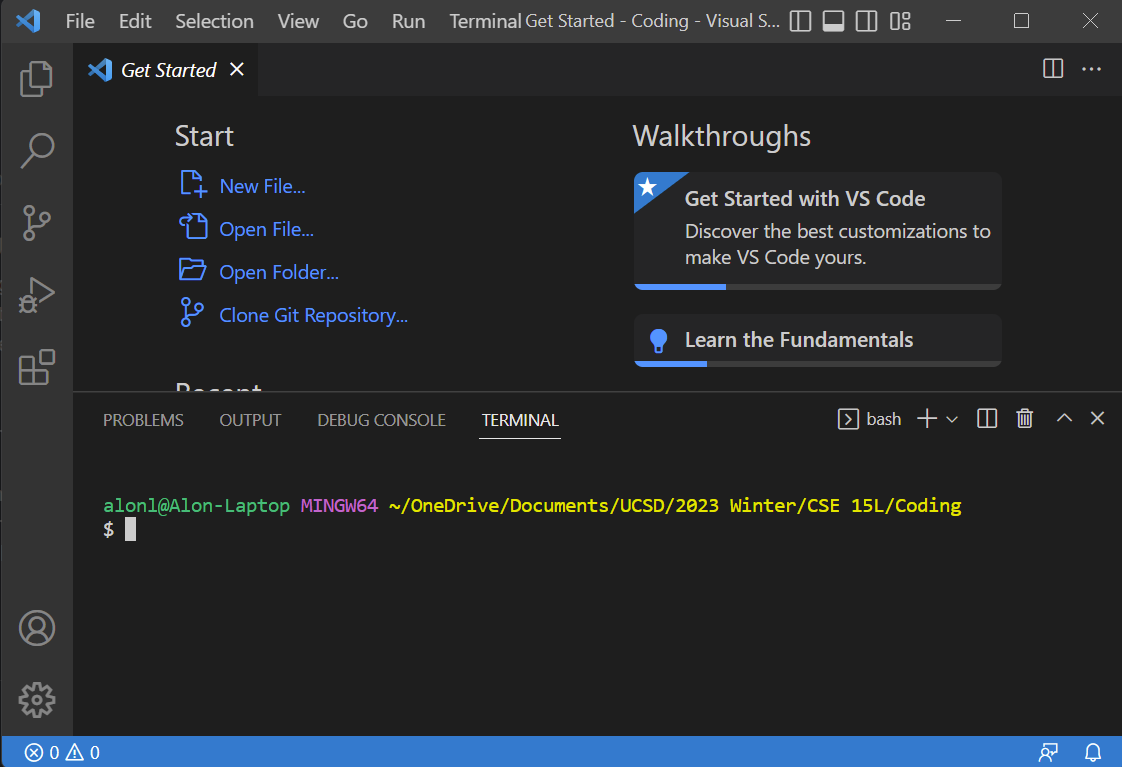 File Edit Selection View Go Run Terminal Get Started - Coding - Visual S...
Get Started
Start
New File...
Open File...
Open Folder...
Clone Git Repository...
Recent
Walkthroughs
Get Started with VS Code
Discover the best customizations to
make VS Code yours.
Learn the Fundamentals
PROBLEMS OUTPUT DEBUG CONSOLE TERMINAL bash
alonl@Alon-Laptop MINGW64 ~/OneDrive/Documents/UCSD/2023 Winter/CSE 15L/Coding
$
0 0